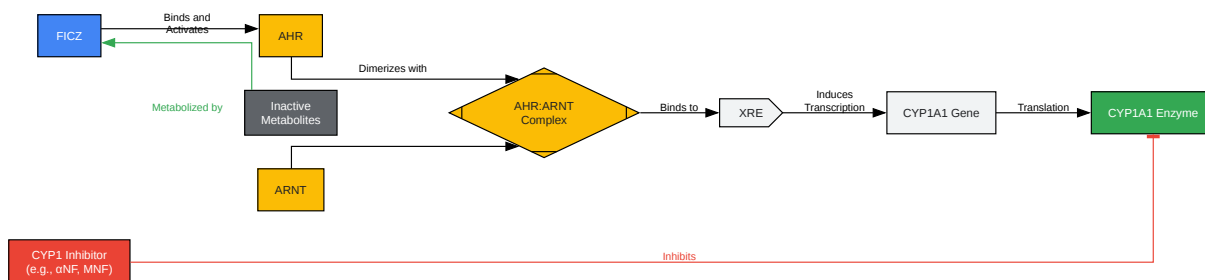 FICZ
Binds and
Activates
AHR
Dimerizes with
Metabolized by
Inactive
Metabolites
ARNT
AHR:ARNT
Complex
Binds to
XRE
Induces
Transcription
CYP1A1 Gene
Translation
CYP1A1 Enzyme
CYP1 Inhibitor
(e.g., αNF, MNF)
Inhibits